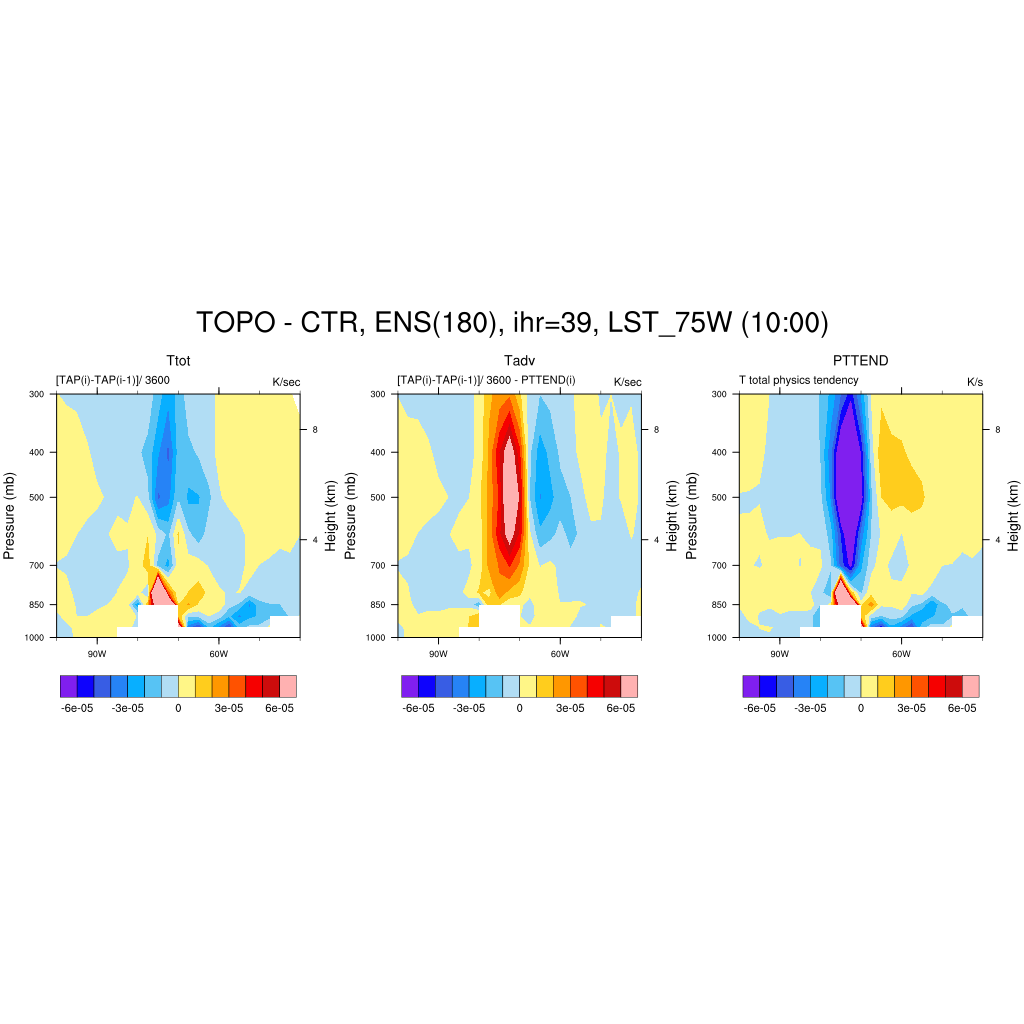 TOPO - CTR, ENS(180), ihr=39, LST_75W (10:00)
Ttot
[TAP(i)-TAP(i-1)]/ 3600 K/sec
300
400
500
700
850
1000
Pressure (mb)
8
4
Height (km)
90W 60W
-6e-05 -3e-05 0 3e-05 6e-05
Tadv
[TAP(i)-TAP(i-1)]/ 3600 - PTTEND(i) K/sec
300
400
500
700
850
1000
Pressure (mb)
8
4
Height (km)
90W 60W
-6e-05 -3e-05 0 3e-05 6e-05
PTTEND
T total physics tendency K/s
300
400
500
700
850
1000
Pressure (mb)
8
4
Height (km)
90W 60W
-6e-05 -3e-05 0 3e-05 6e-05